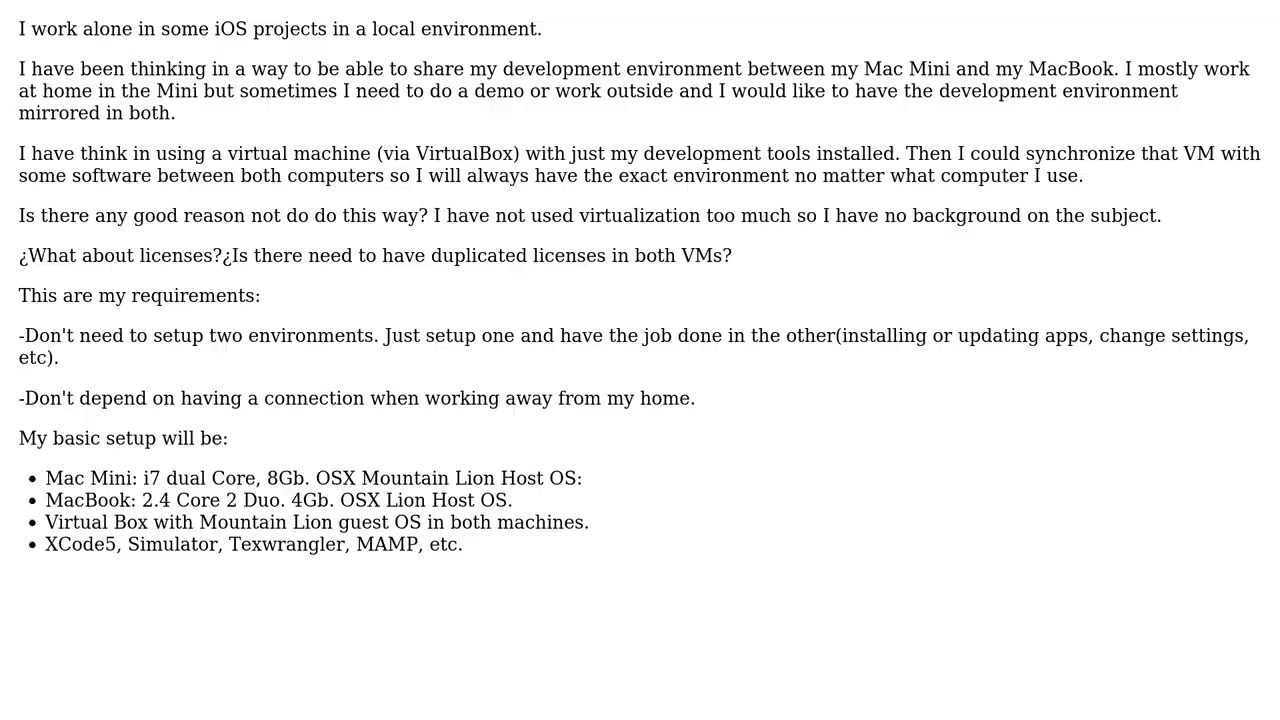 I work alone in some iOS projects in a local environment.
I have been thinking in a way to be able to share my development environment between my Mac Mini and my MacBook. I mostly work
at home in the Mini but sometimes I need to do a demo or work outside and I would like to have the development environment
mirrored in both.
I have think in using a virtual machine (via VirtualBox) with just my development tools installed. Then I could synchronize that VM with
some software between both computers so I will always have the exact environment no matter what computer I use.
Is there any good reason not do do this way? I have not used virtualization too much so I have no background on the subject.
¿What about licenses?¿Is there need to have duplicated licenses in both VMs?
This are my requirements:
-Don't need to setup two environments. Just setup one and have the job done in the other(installing or updating apps, change settings,
etc).
-Don't depend on having a connection when working away from my home.
My basic setup will be:
• Mac Mini: i7 dual Core, 8Gb. OSX Mountain Lion Host OS:
• MacBook: 2.4 Core 2 Duo. 4Gb. OSX Lion Host OS.
• Virtual Box with Mountain Lion guest OS in both machines.
• XCode5, Simulator, Texwrangler, MAMP, etc.